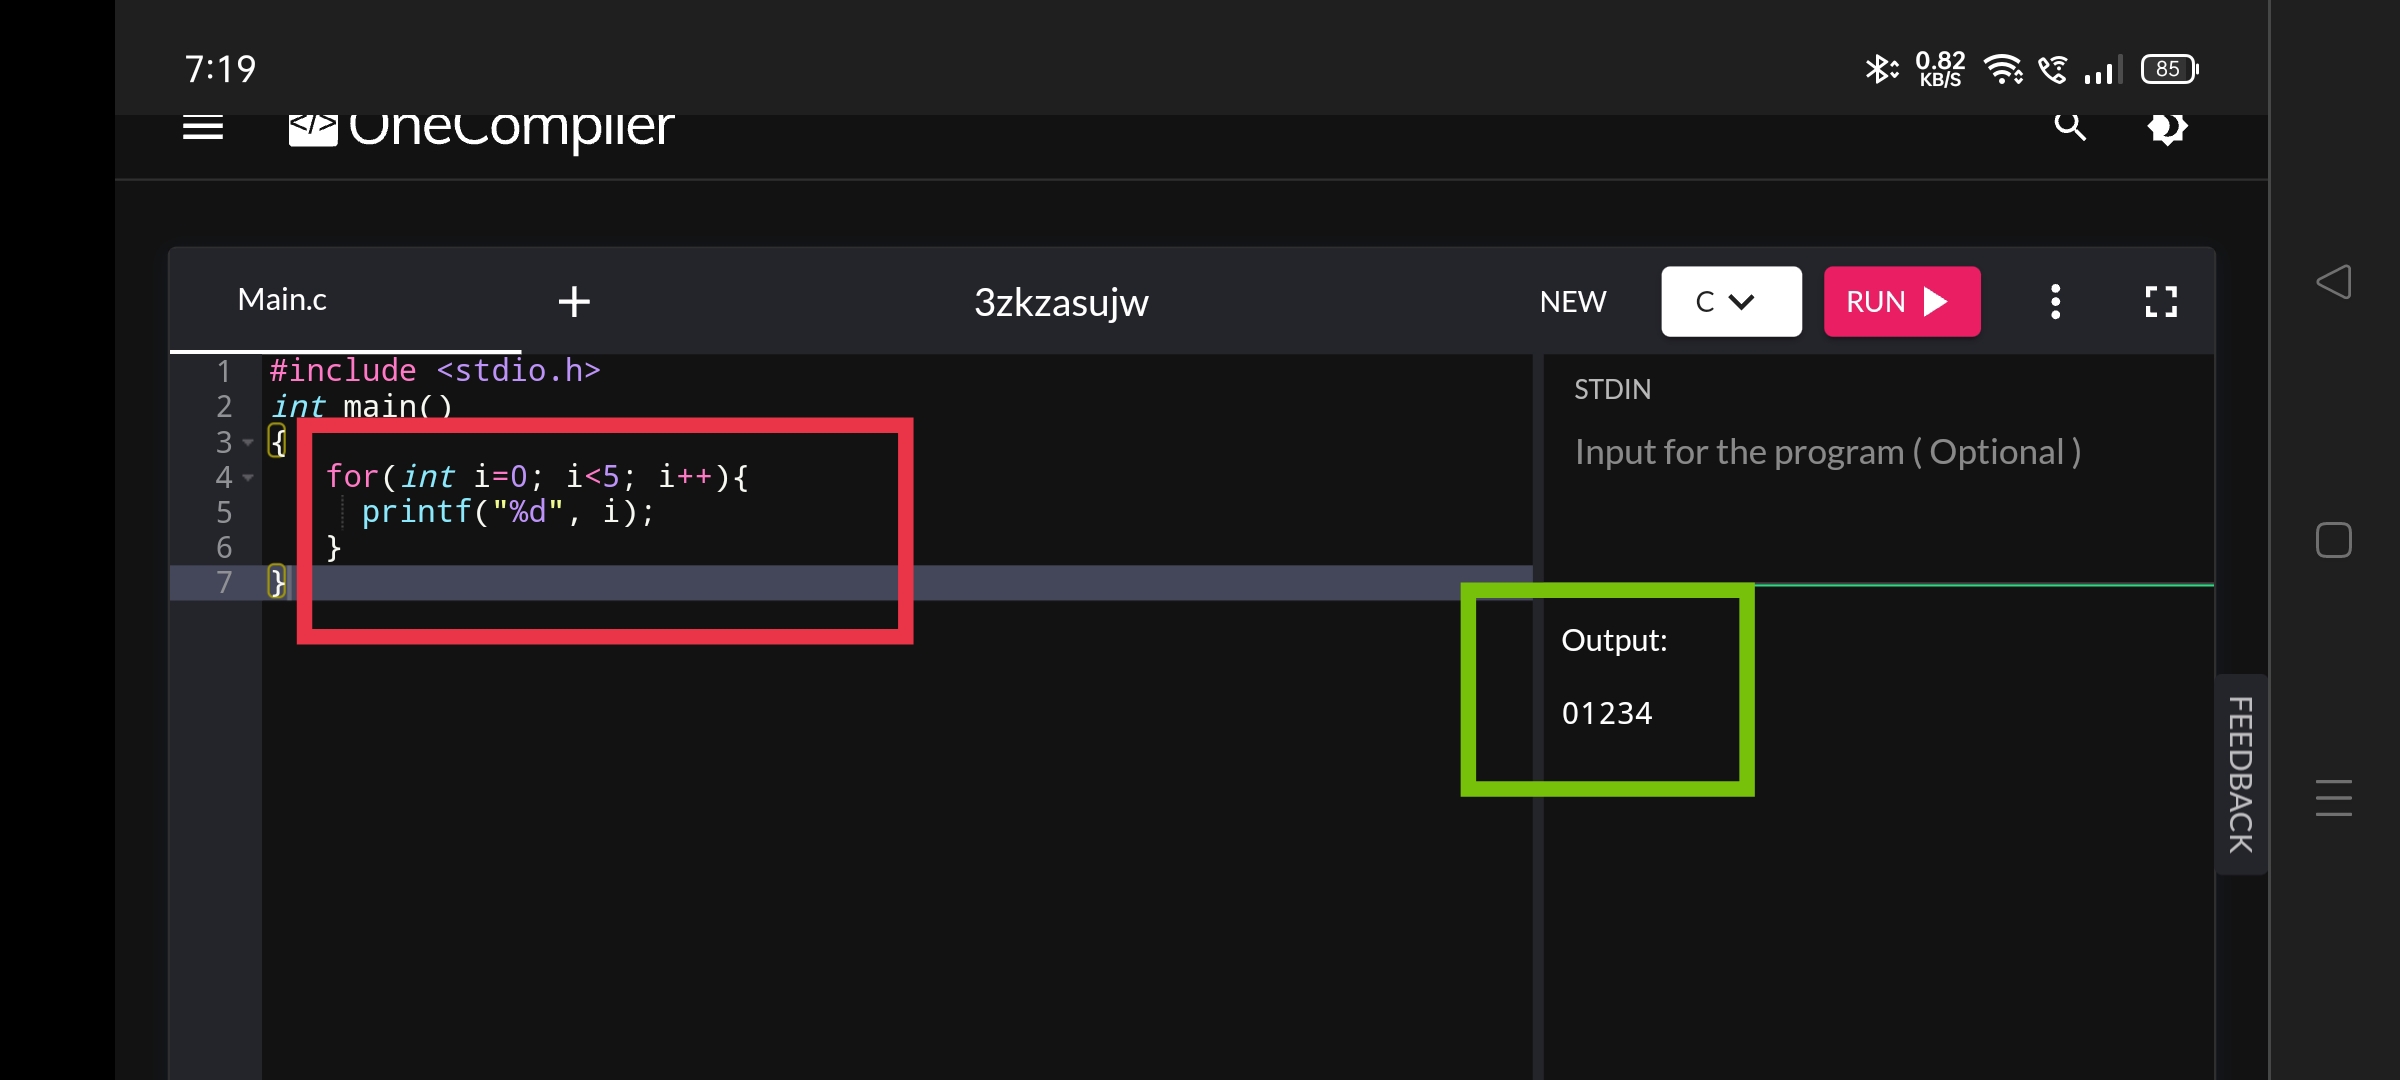 7:19
0.82
KB/S
85
OneCompiler
Main.c
3zkzasujw
NEW
C
RUN
1 #include <stdio.h>
2 int main()
3 {
4 for(int i=0; i<5; i++){
5 printf("%d", i);
6 }
7 }
STDIN
Input for the program ( Optional )
Output:
01234
FEEDBACK